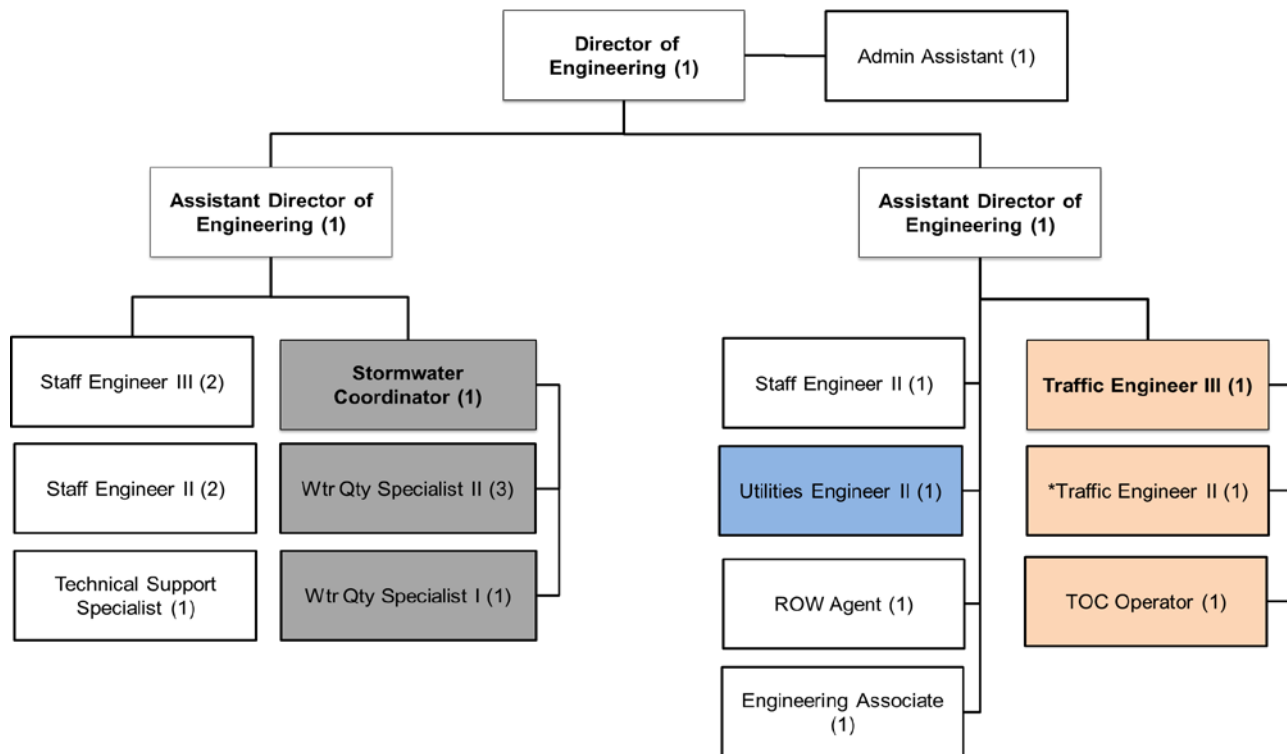 Director of
Engineering (1)
Admin Assistant (1)
Assistant Director of
Engineering (1)
Assistant Director of
Engineering (1)
Staff Engineer III (2)
Stormwater
Coordinator (1)
Staff Engineer II (2)
Wtr Qty Specialist II (3)
Technical Support
Specialist (1)
Wtr Qty Specialist I (1)
Staff Engineer II (1)
Traffic Engineer III (1)
Utilities Engineer II (1)
*Traffic Engineer II (1)
ROW Agent (1)
TOC Operator (1)
Engineering Associate
(1)